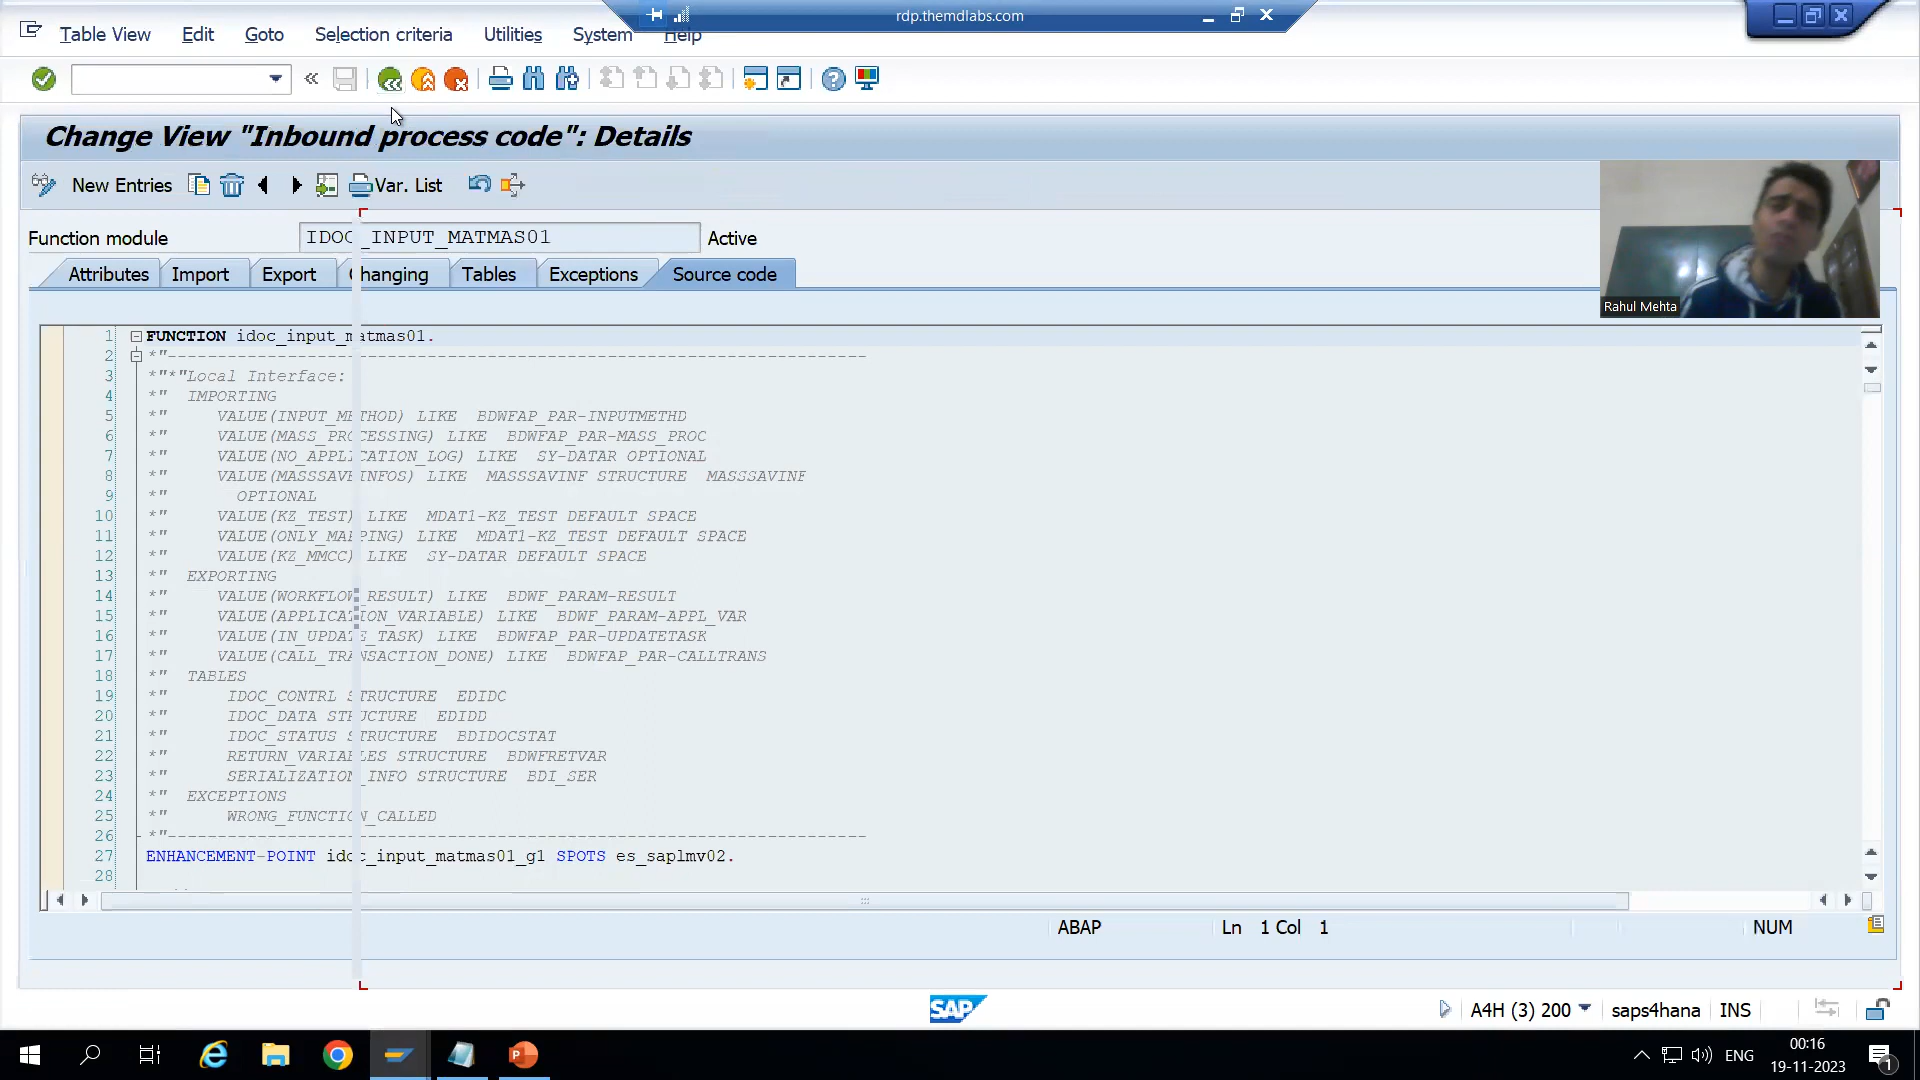 rdp.themdlabs.com
Table View Edit Goto Selection criteria Utilities System Help
Change View "Inbound process code": Details
New Entries Var. List
Function module IDOC_INPUT_MATMAS01 Active
Attributes Import Export Changing Tables Exceptions Source code
Rahul Mehta
1 FUNCTION idoc_input_matmas01.
2 *"----------------------------------------------------------------------
3 *"*"Local Interface:
4 *" IMPORTING
5 *" VALUE(INPUT_METHOD) LIKE BDWFAP_PAR-INPUTMETHD
6 *" VALUE(MASS_PROCESSING) LIKE BDWFAP_PAR-MASS_PROC
7 *" VALUE(NO_APPLICATION_LOG) LIKE SY-DATAR OPTIONAL
8 *" VALUE(MASSSAVEINFOS) LIKE MASSSAVINF STRUCTURE MASSSAVINF
9 *" OPTIONAL
10 *" VALUE(KZ_TEST) LIKE MDAT1-KZ_TEST DEFAULT SPACE
11 *" VALUE(ONLY_MAPPING) LIKE MDAT1-KZ_TEST DEFAULT SPACE
12 *" VALUE(KZ_MMCC) LIKE SY-DATAR DEFAULT SPACE
13 *" EXPORTING
14 *" VALUE(WORKFLOW_RESULT) LIKE BDWF_PARAM-RESULT
15 *" VALUE(APPLICATION_VARIABLE) LIKE BDWF_PARAM-APPL_VAR
16 *" VALUE(IN_UPDATE_TASK) LIKE BDWFAP_PAR-UPDATETASK
17 *" VALUE(CALL_TRANSACTION_DONE) LIKE BDWFAP_PAR-CALLTRANS
18 *" TABLES
19 *" IDOC_CONTRL STRUCTURE EDIDC
20 *" IDOC_DATA STRUCTURE EDIDD
21 *" IDOC_STATUS STRUCTURE BDIDOCSTAT
22 *" RETURN_VARIABLES STRUCTURE BDWFRETVAR
23 *" SERIALIZATION_INFO STRUCTURE BDI_SER
24 *" EXCEPTIONS
25 *" WRONG_FUNCTION_CALLED
26 *"----------------------------------------------------------------------
27 ENHANCEMENT-POINT idoc_input_matmas01_g1 SPOTS es_saplmv02.
28
ABAP Ln 1 Col 1 NUM
SAP A4H (3) 200 saps4hana INS
ENG 00:16
19-11-2023
1